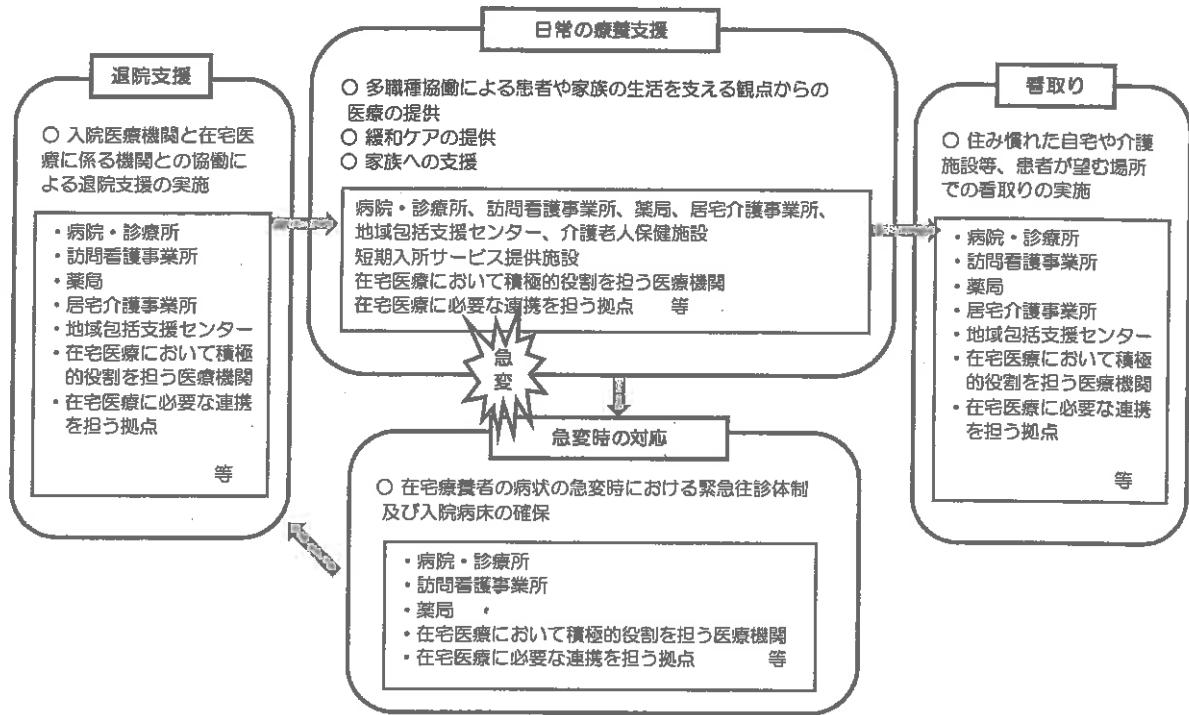 退院支援
○ 入院医療機関と在宅医
療に係る機関との協働に
よる退院支援の実施
・病院・診療所
・訪問看護事業所
・薬局
・居宅介護事業所
・地域包括支援センター
・在宅医療において積極
的役割を担う医療機関
・在宅医療に必要な連携
を担う拠点
等
日常の療養支援
○ 多職種協働による患者や家族の生活を支える観点からの
医療の提供
○ 緩和ケアの提供
○ 家族への支援
病院・診療所、訪問看護事業所、薬局、居宅介護事業所、
地域包括支援センター、介護老人保健施設
短期入所サービス提供施設
在宅医療において積極的役割を担う医療機関
在宅医療に必要な連携を担う拠点 等
急
変
急変時の対応
○ 在宅療養者の病状の急変時における緊急往診体制
及び入院病床の確保
・病院・診療所
・訪問看護事業所
・薬局
・在宅医療において積極的役割を担う医療機関
・在宅医療に必要な連携を担う拠点 等
看取り
○ 住み慣れた自宅や介護
施設等、患者が望む場所
での看取りの実施
・病院・診療所
・訪問看護事業所
・薬局
・居宅介護事業所
・地域包括支援センター
・在宅医療において積極
的役割を担う医療機関
・在宅医療に必要な連携
を担う拠点
等